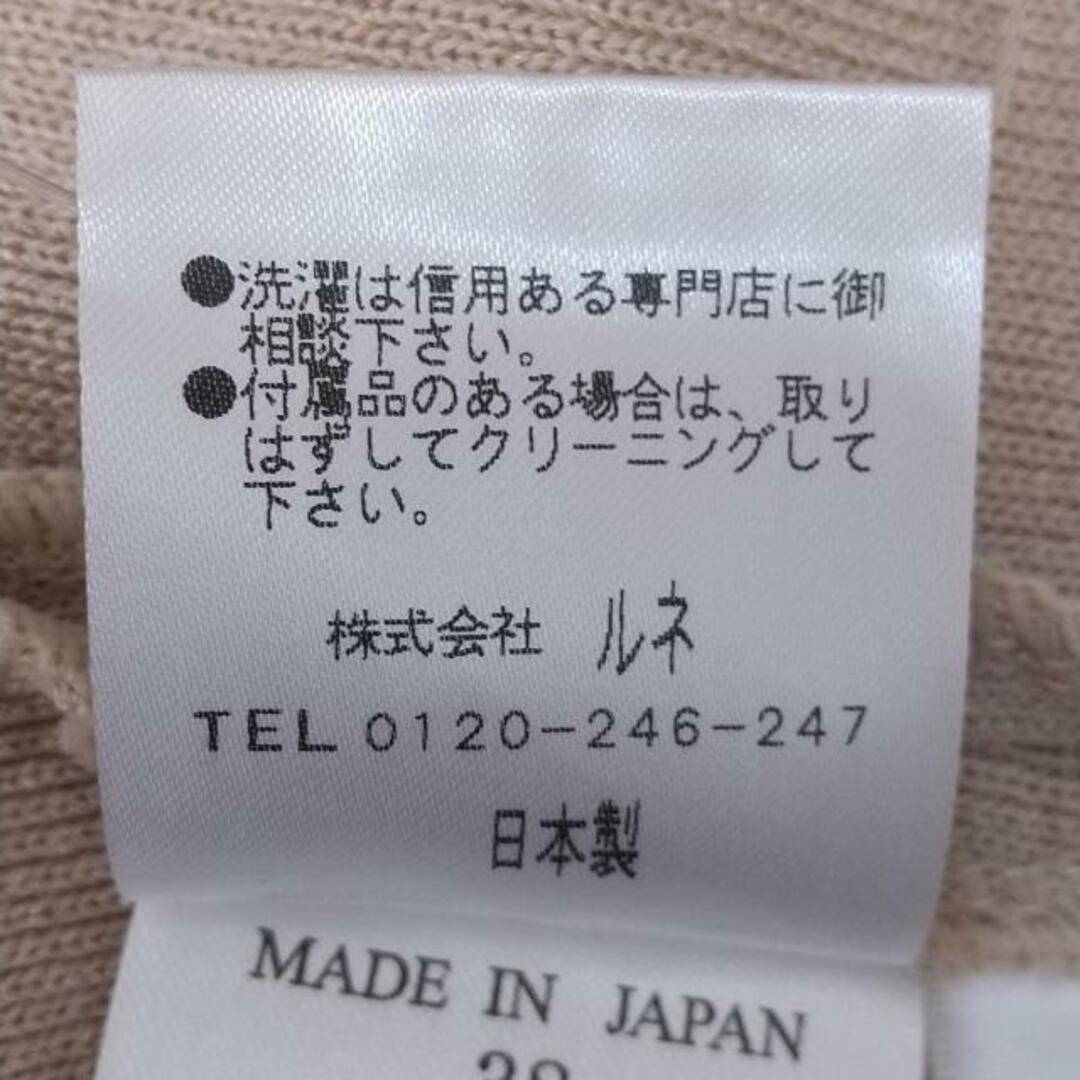 ●洗濯は信用ある専門店に御
相談下さい。
●付属品のある場合は、取り
はずしてクリーニングして
下さい。
株式会社 ルネ
TEL 0120-246-247
日本製
MADE IN JAPAN